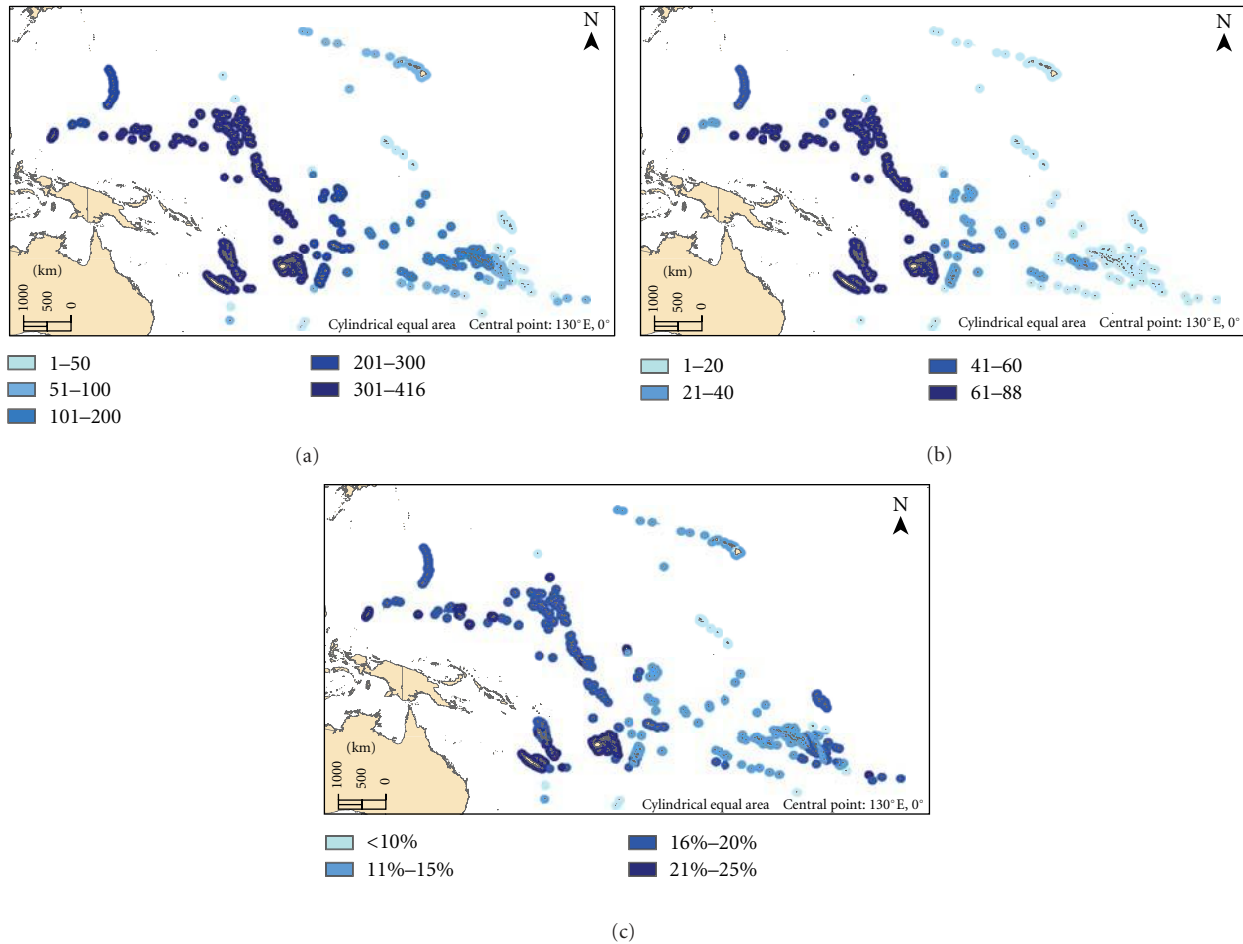 N
(km)
1000
500
0
Cylindrical equal area Central point: 130°E, 0°
1–50
51–100
101–200
201–300
301–416
(a)
N
(km)
1000
500
0
Cylindrical equal area Central point: 130°E, 0°
1–20
21–40
41–60
61–88
(b)
N
(km)
1000
500
0
Cylindrical equal area Central point: 130°E, 0°
<10%
11%–15%
16%–20%
21%–25%
(c)